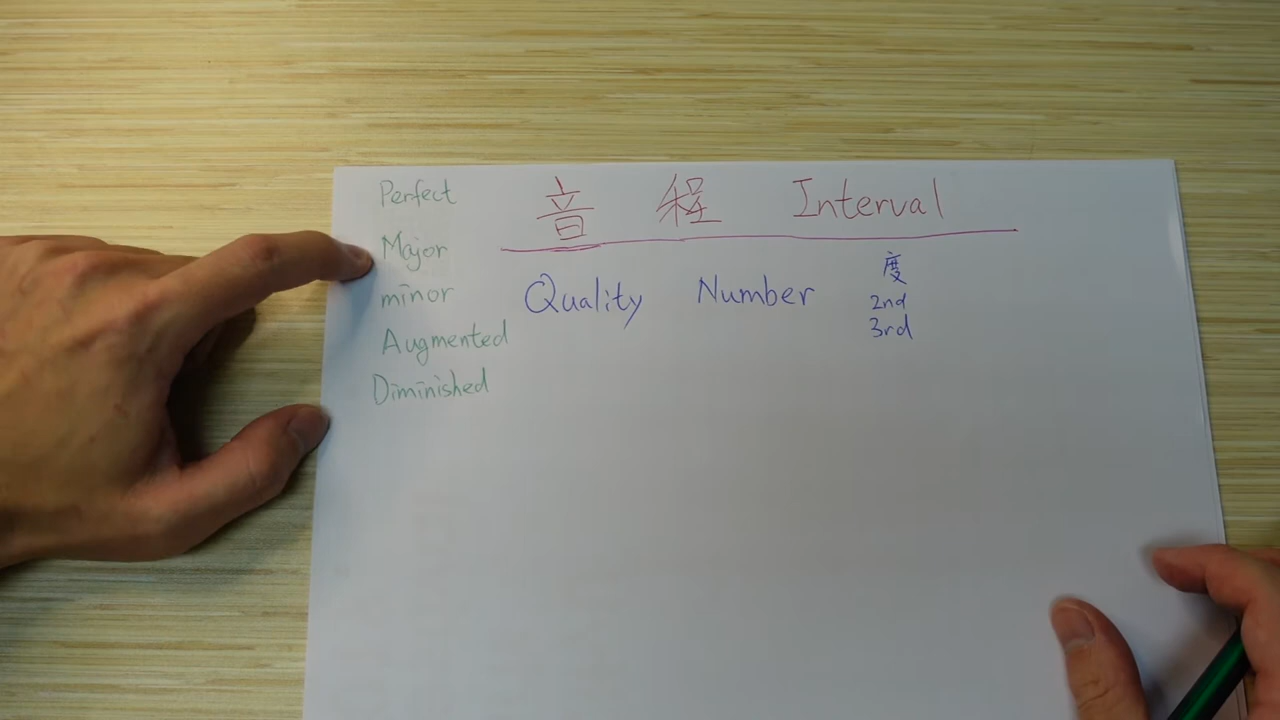 音程 Interval
Perfect
Major
minor
Augmented
Diminished
Quality Number
度
2nd
3rd